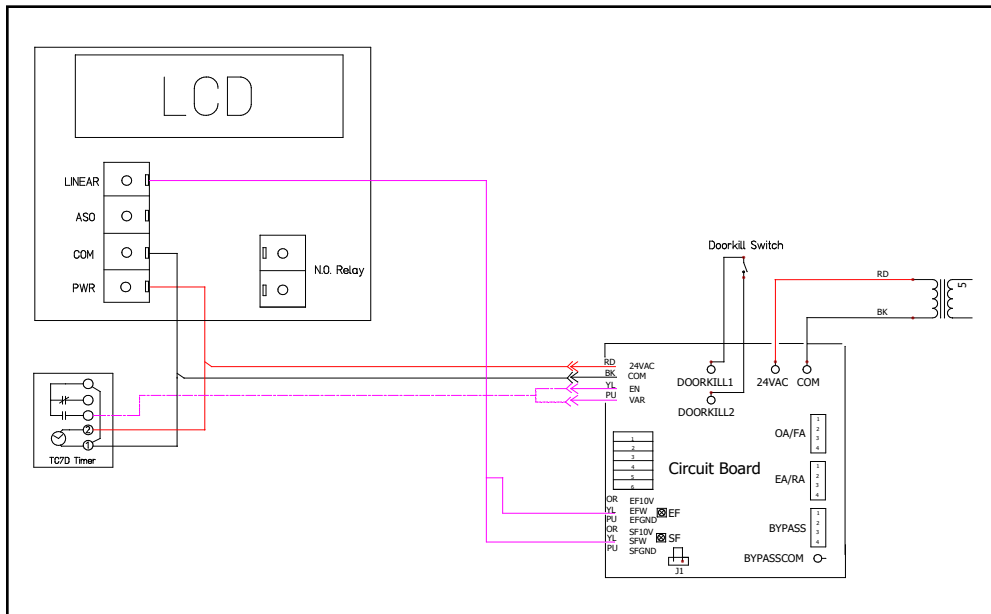 LCD
LINEAR
ASO
COM
PWR
N.O. Relay
Doorkill Switch
RD
BK
5
RD 24VAC
BK COM
YL EN
PU VAR
DOORKILL1
DOORKILL2
24VAC
COM
2
1
TC7D Timer
1
2
3
4
5
6
Circuit Board
OA/FA
1
2
3
4
EA/RA
1
2
3
4
BYPASS
1
2
3
4
BYPASSCOM
OR EF10V
YL EFW
PU EFGND
EF
OR SF10V
YL SFW
PU SFGND
SF
J1